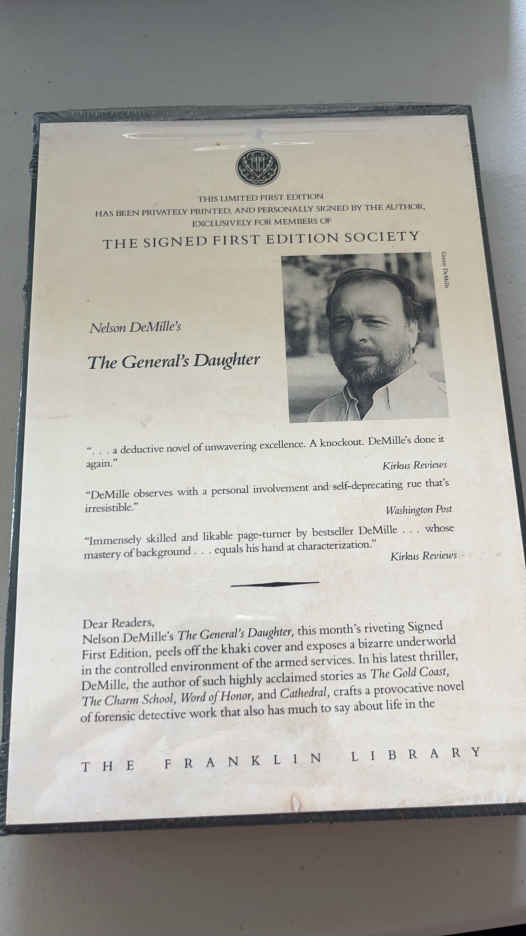 THIS LIMITED FIRST EDITION
HAS BEEN PRIVATELY PRINTED, AND PERSONALLY SIGNED BY THE AUTHOR,
EXCLUSIVELY FOR MEMBERS OF
THE SIGNED FIRST EDITION SOCIETY
Ginny DeMille
Nelson DeMille's
The General's Daughter
". . . a deductive novel of unwavering excellence. A knockout. DeMille's done it
again."
Kirkus Reviews
"DeMille observes with a personal involvement and self-deprecating rue that's
irresistible."
Washington Post
"Immensely skilled and likable page-turner by bestseller DeMille . . . whose
mastery of background . . . equals his hand at characterization."
Kirkus Reviews
Dear Readers,
Nelson DeMille's The General's Daughter, this month's riveting Signed
First Edition, peels off the khaki cover and exposes a bizarre underworld
in the controlled environment of the armed services. In his latest thriller,
DeMille, the author of such highly acclaimed stories as The Gold Coast,
The Charm School, Word of Honor, and Cathedral, crafts a provocative novel
of forensic detective work that also has much to say about life in the
THE FRANKLIN LIBRARY